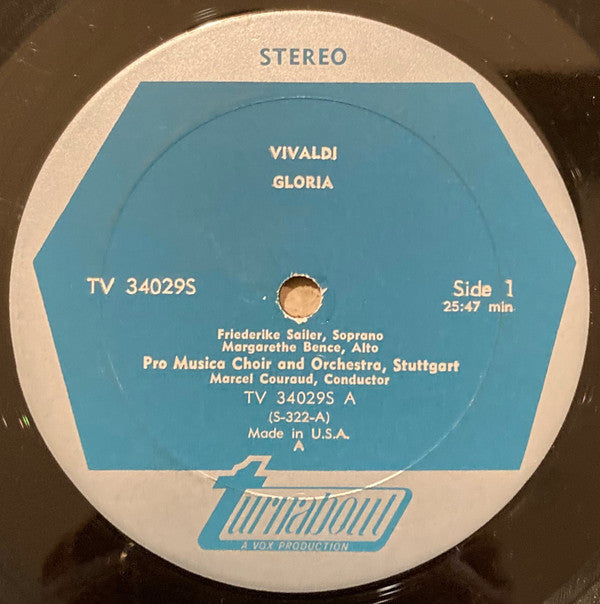 STEREO
VIVALDI
GLORIA
TV 34029S
Side 1
25:47 min
Friederike Sailer, Soprano
Margarethe Bence, Alto
Pro Musica Choir and Orchestra, Stuttgart
Marcel Couraud, Conductor
TV 34029S A
(S-322-A)
Made in U.S.A.
A
turnabout
A VOX PRODUCTION